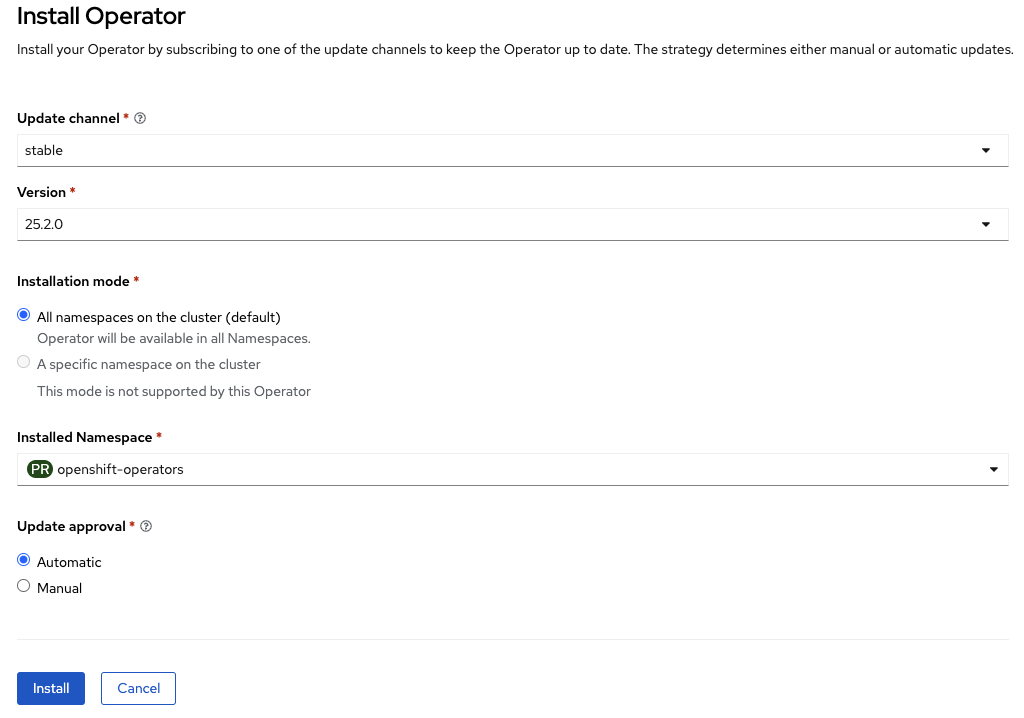 Install Operator
Install your Operator by subscribing to one of the update channels to keep the Operator up to date. The strategy determines either manual or automatic updates.
Update channel *
stable
Version *
25.2.0
Installation mode *
All namespaces on the cluster (default)
Operator will be available in all Namespaces.
A specific namespace on the cluster
This mode is not supported by this Operator
Installed Namespace *
PR openshift-operators
Update approval *
Automatic
Manual
Install Cancel